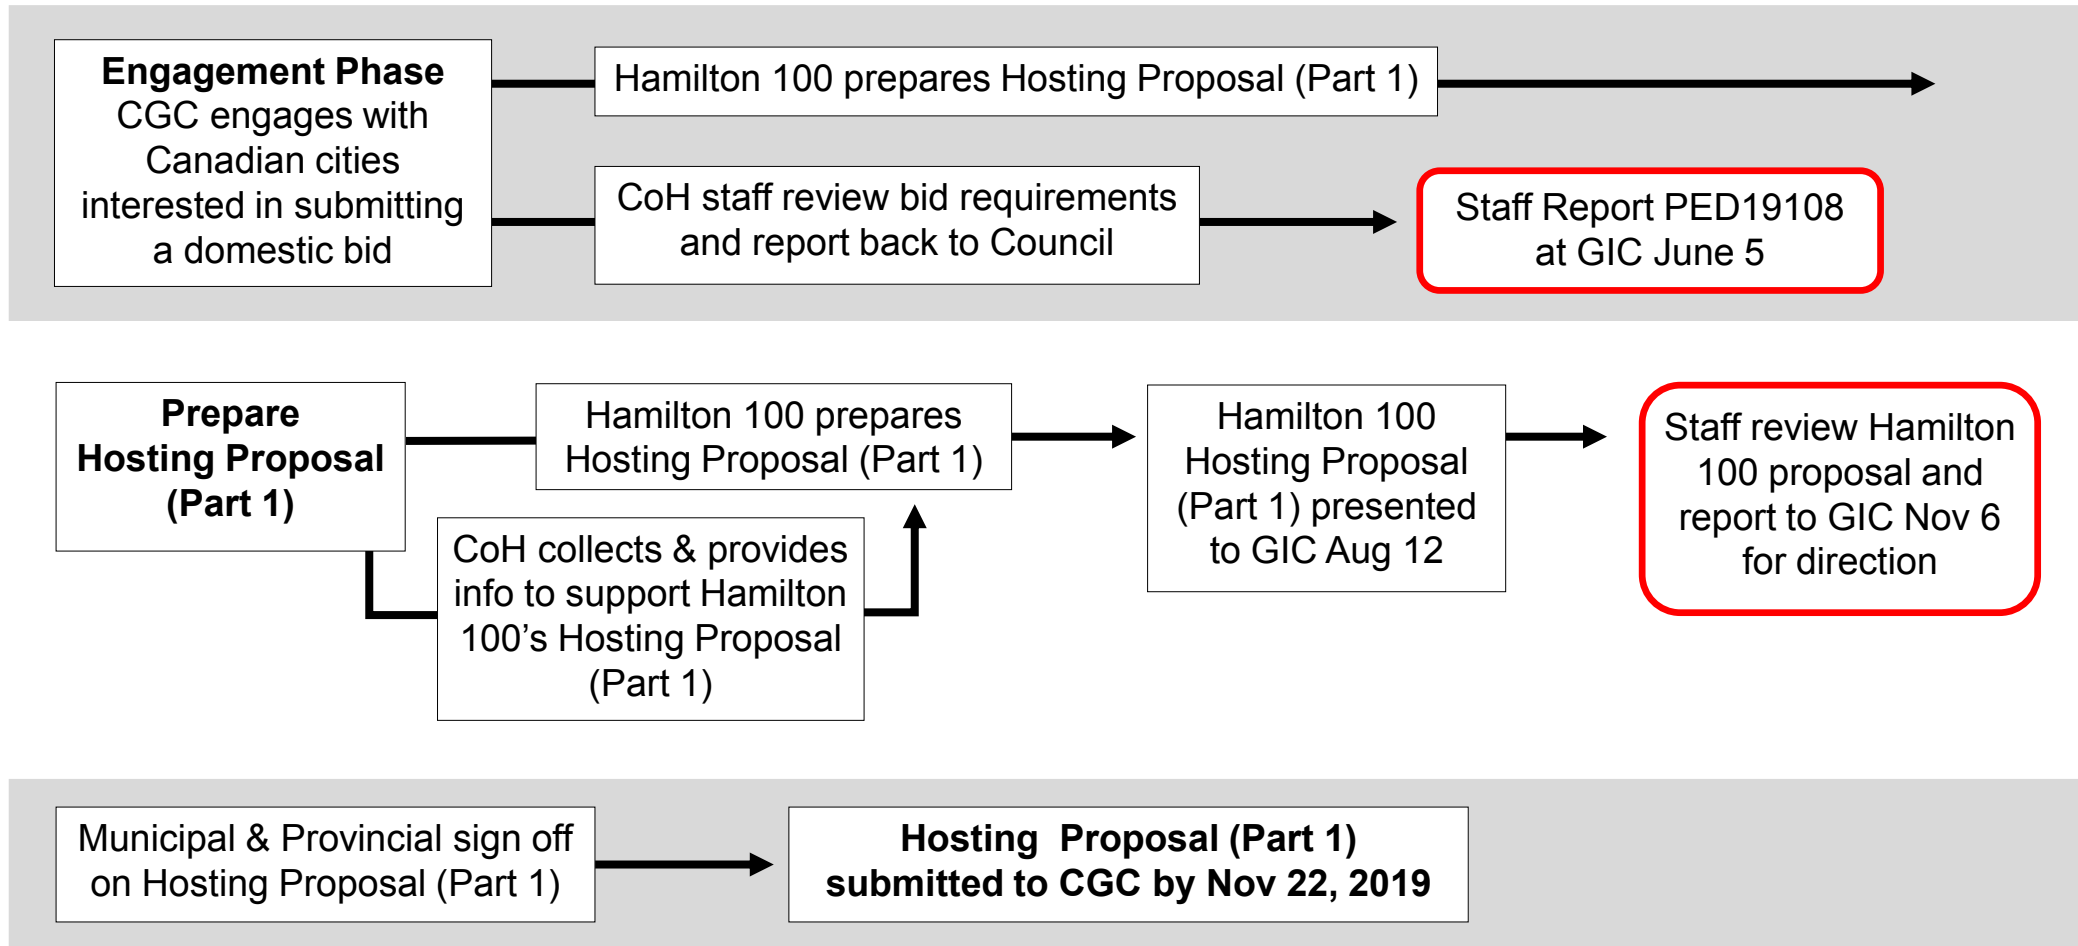 Engagement Phase
CGC engages with
Canadian cities
interested in submitting
a domestic bid
Hamilton 100 prepares Hosting Proposal (Part 1)
CoH staff review bid requirements
and report back to Council
Staff Report PED19108
at GIC June 5
Prepare
Hosting Proposal
(Part 1)
Hamilton 100 prepares
Hosting Proposal (Part 1)
CoH collects & provides
info to support Hamilton
100’s Hosting Proposal
(Part 1)
Hamilton 100
Hosting Proposal
(Part 1) presented
to GIC Aug 12
Staff review Hamilton
100 proposal and
report to GIC Nov 6
for direction
Municipal & Provincial sign off
on Hosting Proposal (Part 1)
Hosting Proposal (Part 1)
submitted to CGC by Nov 22, 2019